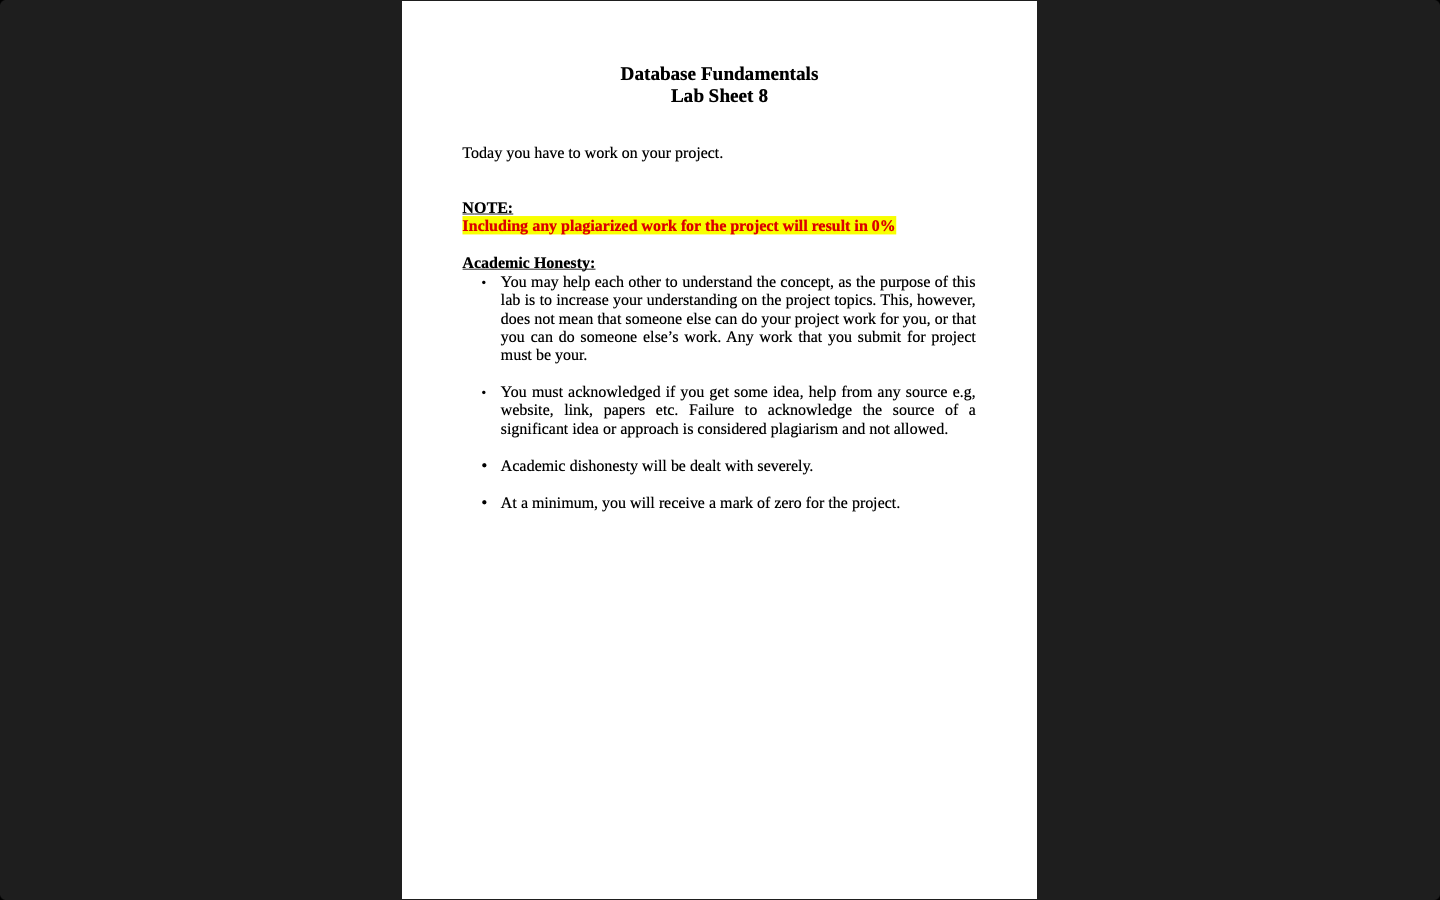 Database Fundamentals
Lab Sheet 8
Today you have to work on your project.
NOTE:
Including any plagiarized work for the project will result in 0%
Academic Honesty:
• You may help each other to understand the concept, as the purpose of this
lab is to increase your understanding on the project topics. This, however,
does not mean that someone else can do your project work for you, or that
you can do someone else’s work. Any work that you submit for project
must be your.
• You must acknowledged if you get some idea, help from any source e.g,
website, link, papers etc. Failure to acknowledge the source of a
significant idea or approach is considered plagiarism and not allowed.
• Academic dishonesty will be dealt with severely.
• At a minimum, you will receive a mark of zero for the project.